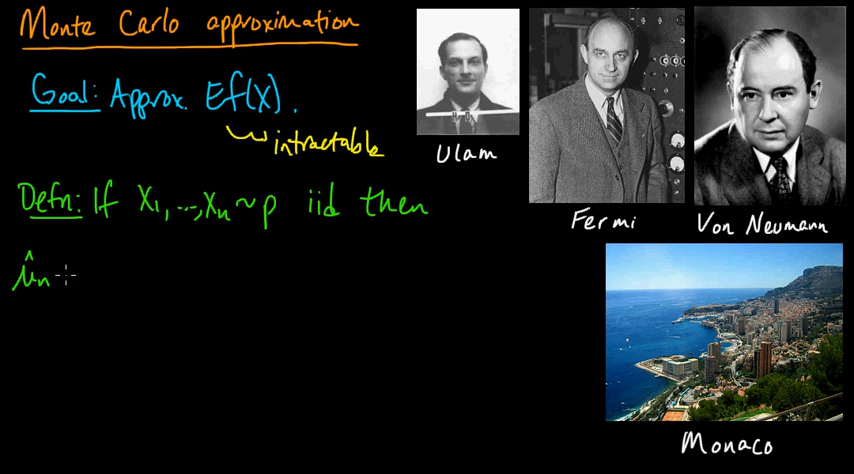 Monte Carlo approximation
Goal: Approx. Ef(X).
intractable
Defn: If X₁, ..., Xₙ ~ p iid then
μ̂ₙ
Ulam
Fermi
Von Neumann
Monaco